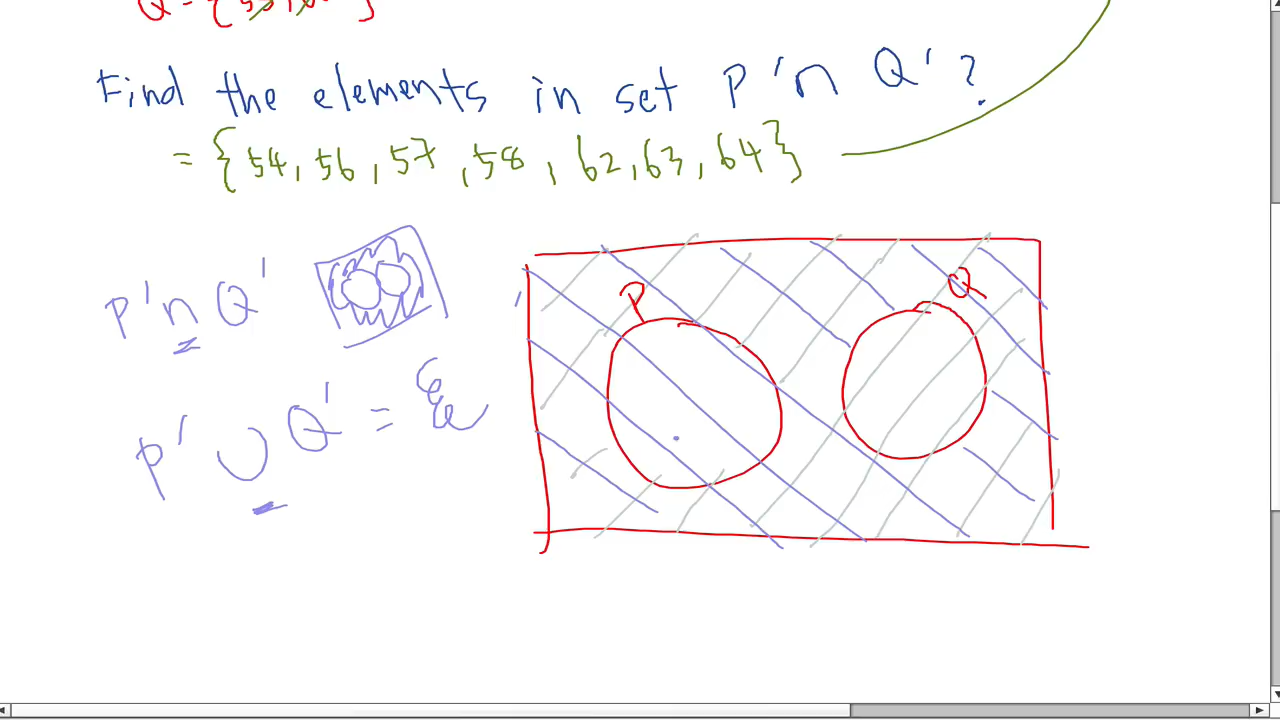 Find the elements in set P' ∩ Q' ?
= {54, 56, 57, 58, 62, 63, 64}
P' ∩ Q'
P' ∪ Q' = ξ
P
Q